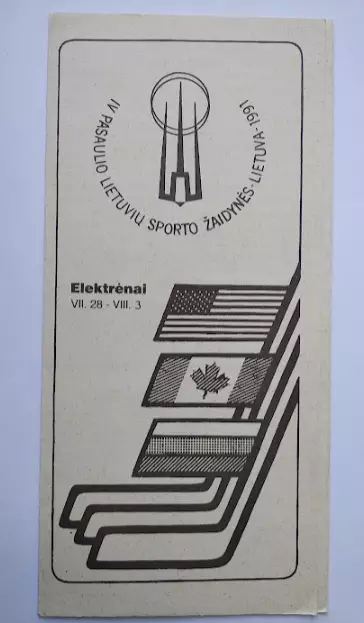 IV PASAULIO LIETUVIŲ SPORTO ŽAIDYNĖS-LIETUVA-1991
Elektrėnai
VII. 28 - VIII. 3